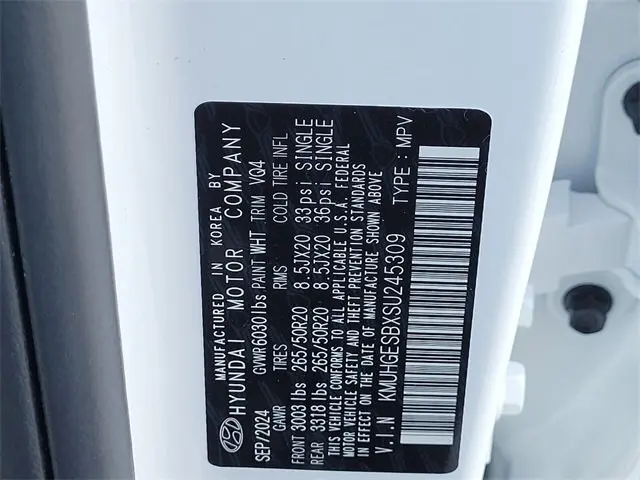 MANUFACTURED IN KOREA BY
HYUNDAI MOTOR COMPANY
SEP/2024 GVWR6030lbs PAINT WHT TRIM VQ4
GAWR TIRES RIMS COLD TIRE INFL
FRONT 3003lbs 265/50R20 8.5JX20 33psi SINGLE
REAR 3318lbs 265/50R20 8.5JX20 36psi SINGLE
THIS VEHICLE CONFORMS TO ALL APPLICABLE U.S.A. FEDERAL
MOTOR VEHICLE SAFETY AND THEFT PREVENTION STANDARDS
IN EFFECT ON THE DATE OF MANUFACTURE SHOWN ABOVE
V.I.N KMUHGESBXSU245309 TYPE: MPV